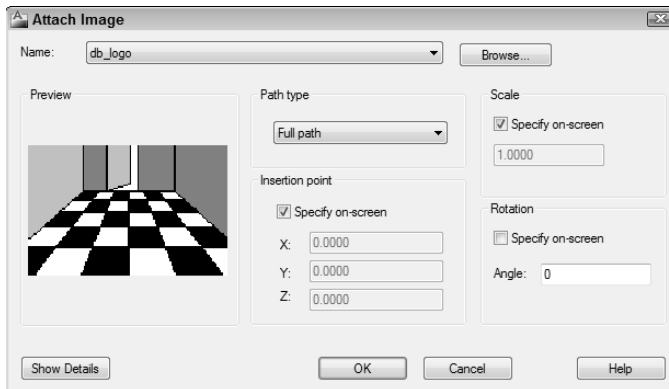 Attach Image
Name: db_logo Browse...
Preview
Path type
Full path
Insertion point
Specify on-screen
X: 0.0000
Y: 0.0000
Z: 0.0000
Scale
Specify on-screen
1.0000
Rotation
Specify on-screen
Angle: 0
Show Details OK Cancel Help